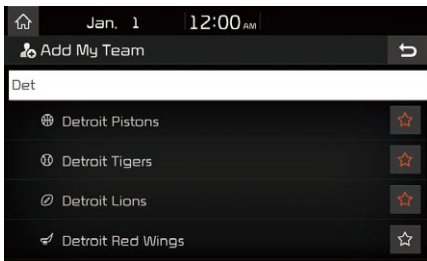 Jan. 1 12:00 AM
Add My Team
Det
Detroit Pistons
Detroit Tigers
Detroit Lions
Detroit Red Wings